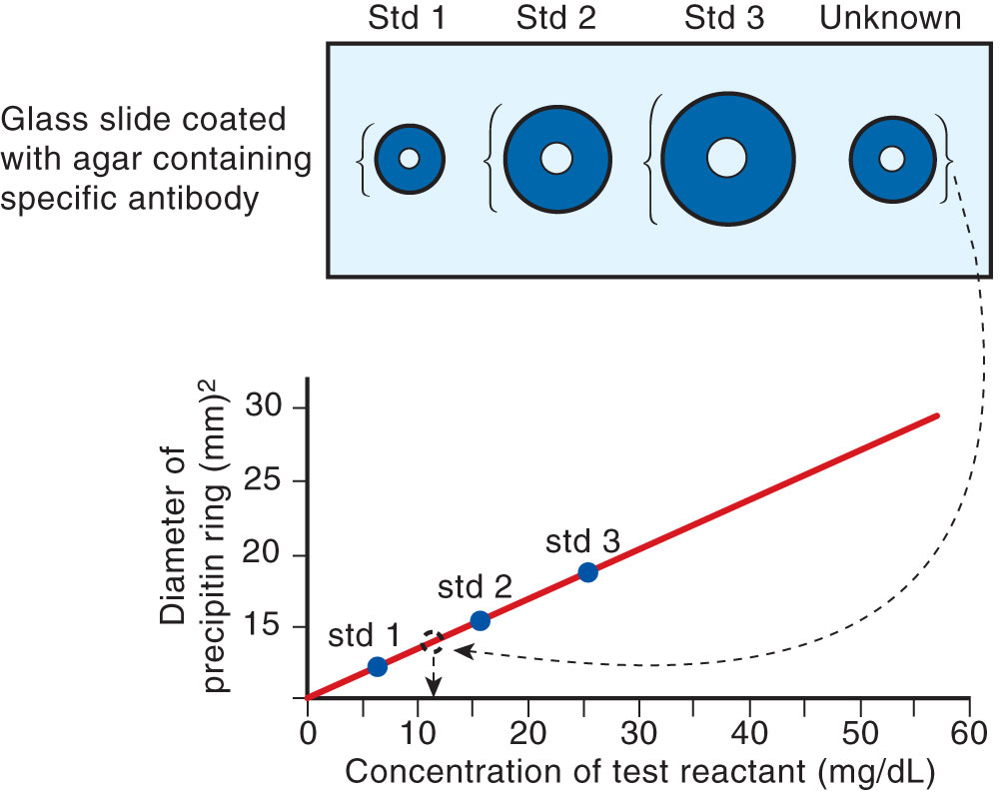 Std 1 Std 2 Std 3 Unknown
Glass slide coated
with agar containing
specific antibody
Diameter of
precipitin ring (mm)²
30
25
20
15
std 1
std 2
std 3
0 10 20 30 40 50 60
Concentration of test reactant (mg/dL)